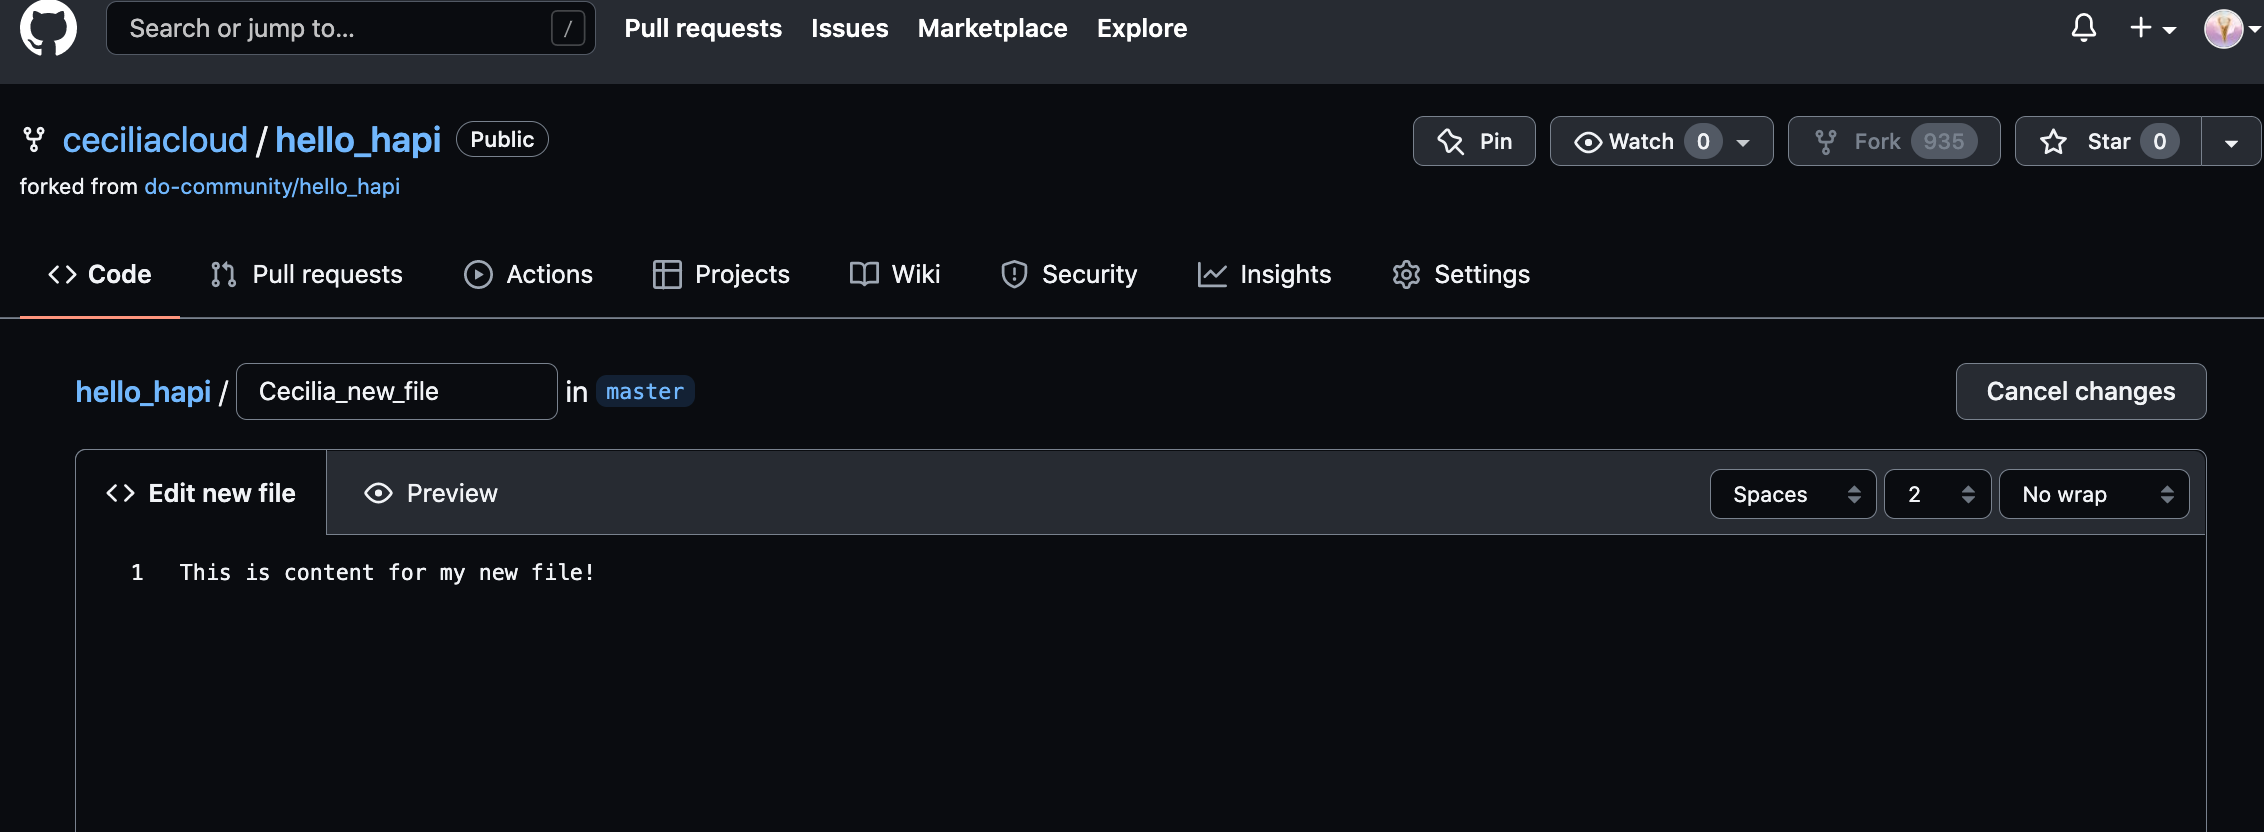 Search or jump to... / Pull requests Issues Marketplace Explore
ceciliacloud / hello_hapi Public Pin Watch 0 Fork 935 Star 0
forked from do-community/hello_hapi
Code Pull requests Actions Projects Wiki Security Insights Settings
hello_hapi / Cecilia_new_file in master Cancel changes
Edit new file Preview Spaces 2 No wrap
1 This is content for my new file!